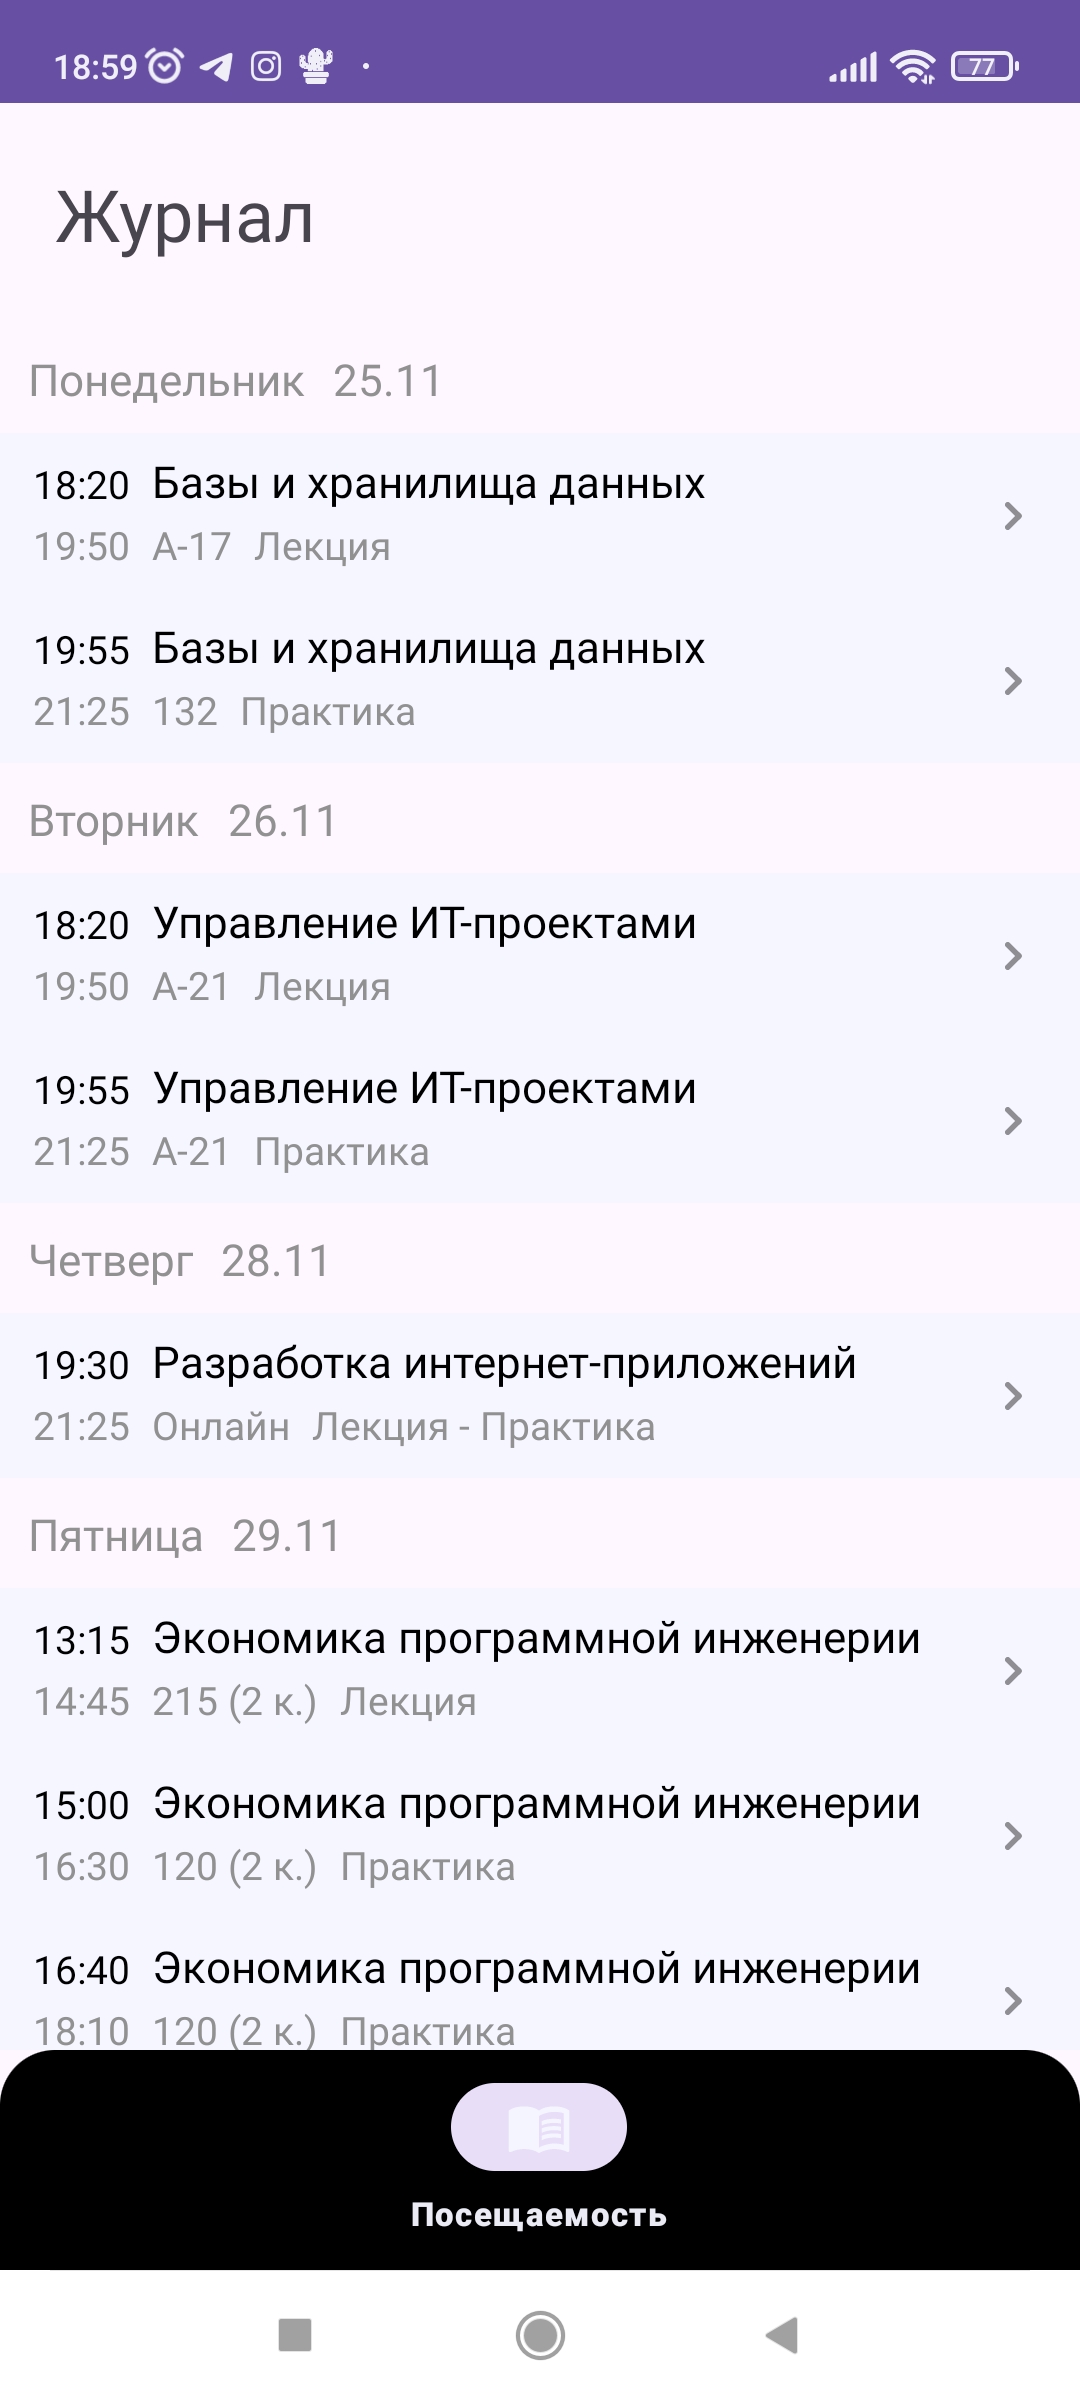 18:59
77
Журнал
Понедельник 25.11
18:20 Базы и хранилища данных
19:50 А-17 Лекция
19:55 Базы и хранилища данных
21:25 132 Практика
Вторник 26.11
18:20 Управление ИТ-проектами
19:50 А-21 Лекция
19:55 Управление ИТ-проектами
21:25 А-21 Практика
Четверг 28.11
19:30 Разработка интернет-приложений
21:25 Онлайн Лекция - Практика
Пятница 29.11
13:15 Экономика программной инженерии
14:45 215 (2 к.) Лекция
15:00 Экономика программной инженерии
16:30 120 (2 к.) Практика
16:40 Экономика программной инженерии
18:10 120 (2 к.) Практика
Посещаемость